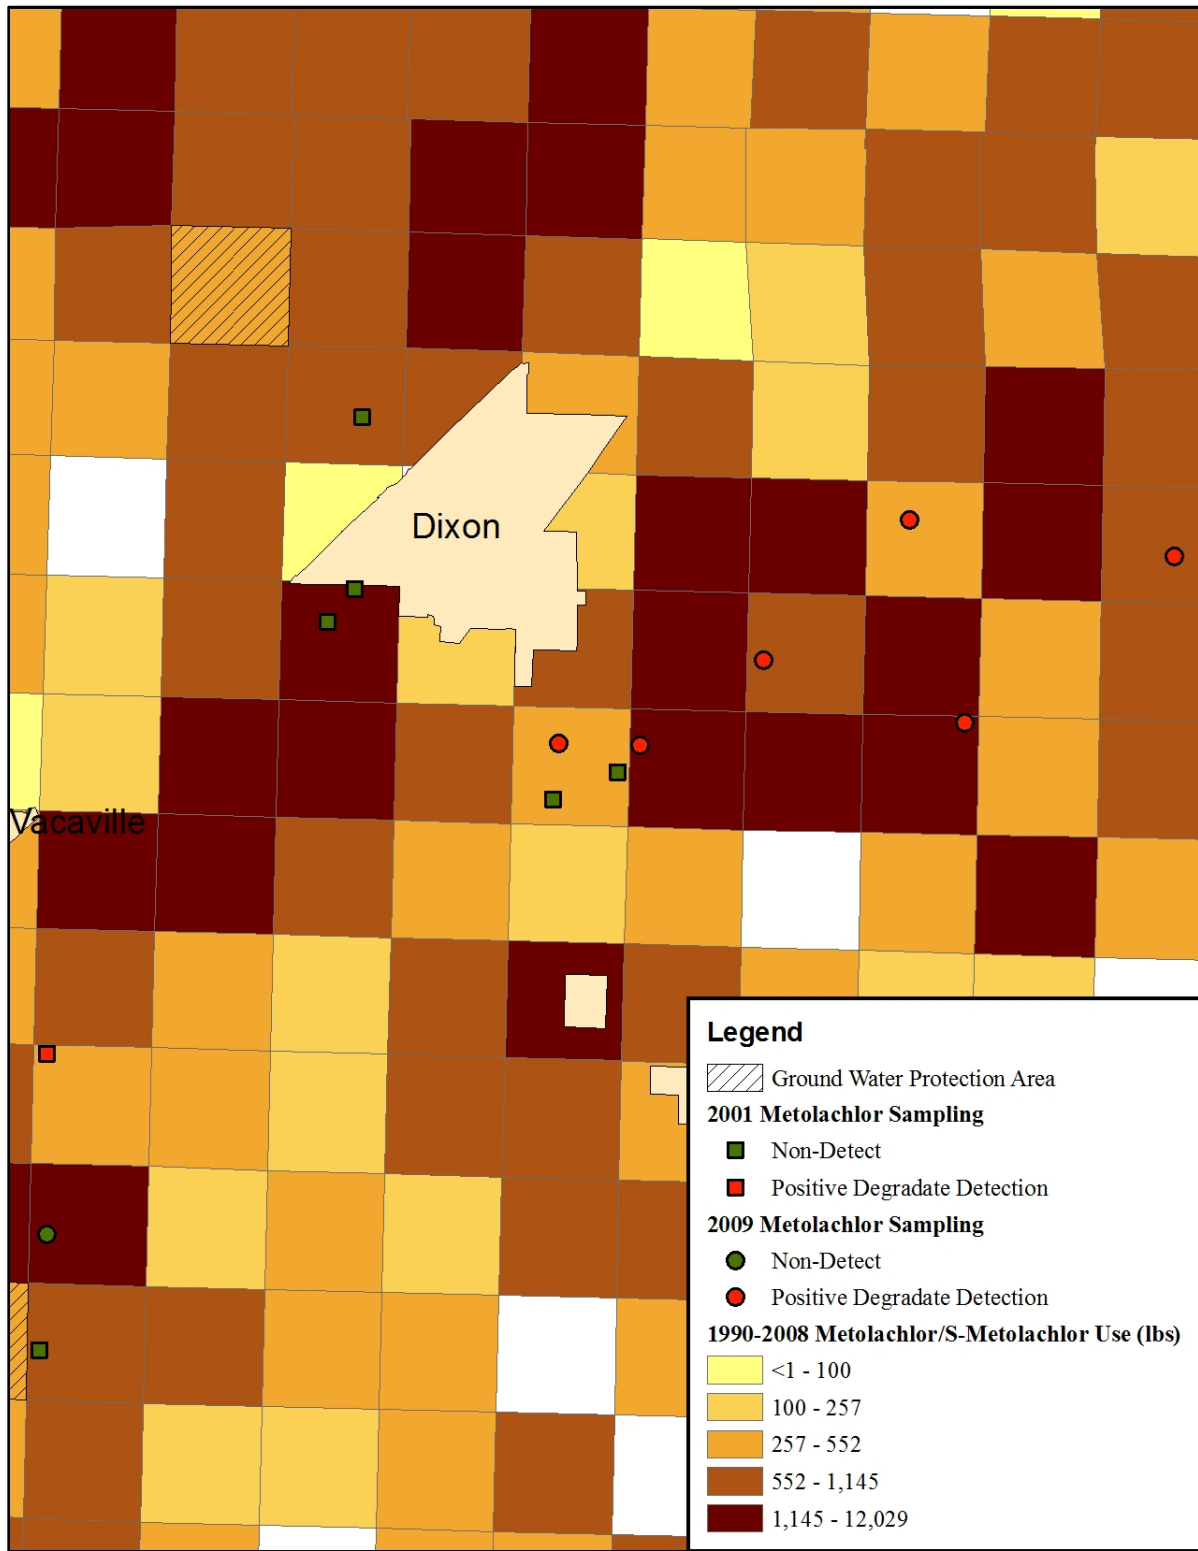 Dixon
Vacaville
Legend
Ground Water Protection Area
2001 Metolachlor Sampling
Non-Detect
Positive Degradate Detection
2009 Metolachlor Sampling
Non-Detect
Positive Degradate Detection
1990-2008 Metolachlor/S-Metolachlor Use (lbs)
<1 - 100
100 - 257
257 - 552
552 - 1,145
1,145 - 12,029